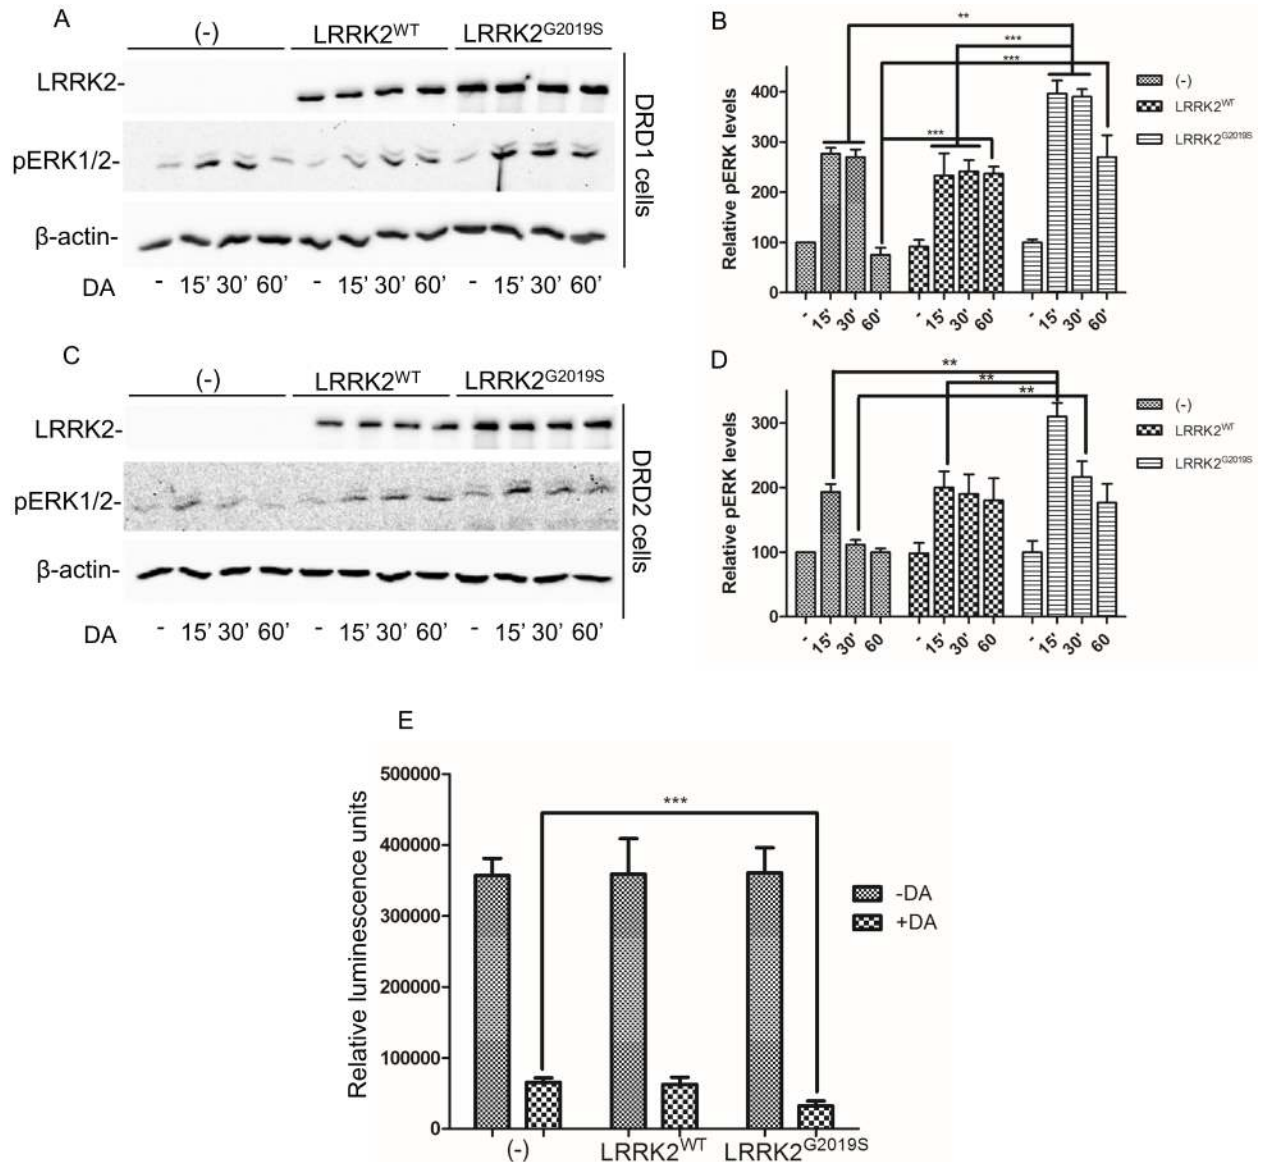 A
(-) LRRK2WT LRRK2G2019S
LRRK2-
pERK1/2-
β-actin-
DA - 15' 30' 60' - 15' 30' 60' - 15' 30' 60'
DRD1 cells
B
**
***
***
***
Relative pERK levels
400
300
200
100
0
- 15' 30' 60' - 15' 30' 60' - 15' 30' 60'
(-)
LRRK2WT
LRRK2G2019S
C
(-) LRRK2WT LRRK2G2019S
LRRK2-
pERK1/2-
β-actin-
DA - 15' 30' 60' - 15' 30' 60' - 15' 30' 60'
DRD2 cells
D
**
**
**
Relative pERK levels
300
200
100
0
- 15' 30' 60 - 15' 30' 60 - 15' 30' 60
(-)
LRRK2WT
LRRK2G2019S
E
***
Relative luminescence units
500000
400000
300000
200000
100000
0
(-) LRRK2WT LRRK2G2019S
-DA
+DA